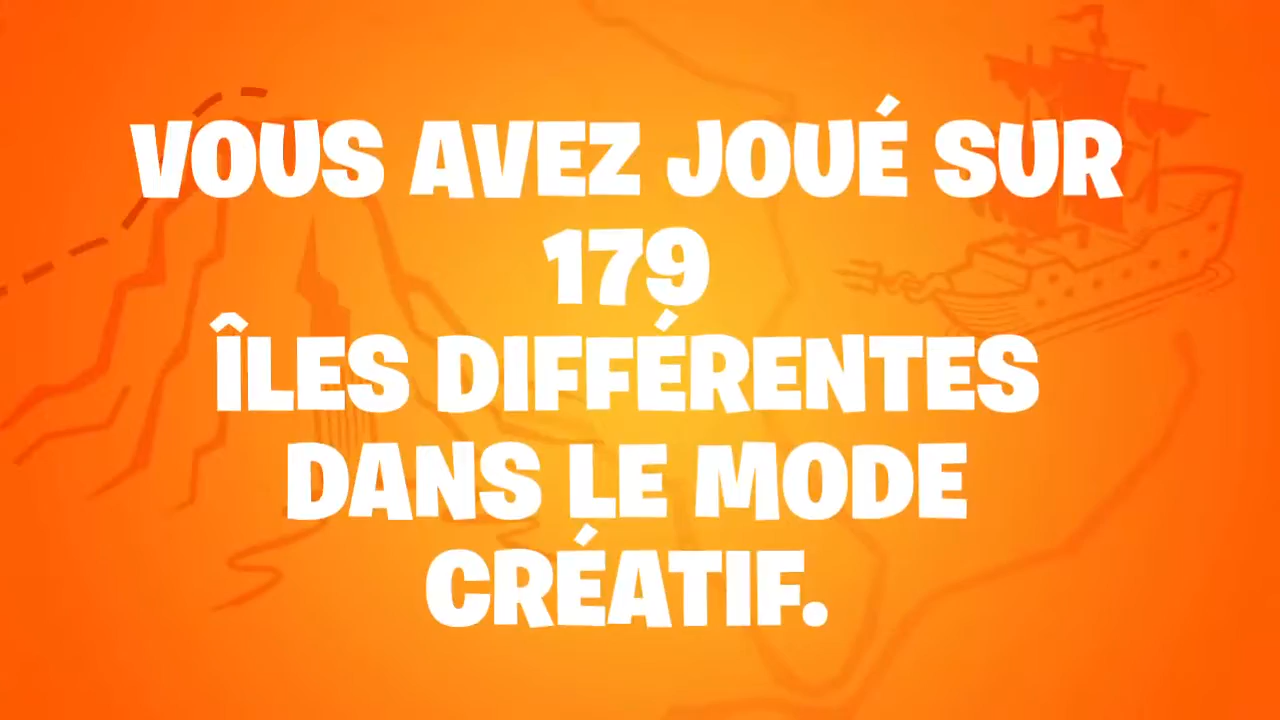 VOUS AVEZ JOUÉ SUR
179
ÎLES DIFFÉRENTES
DANS LE MODE
CRÉATIF.